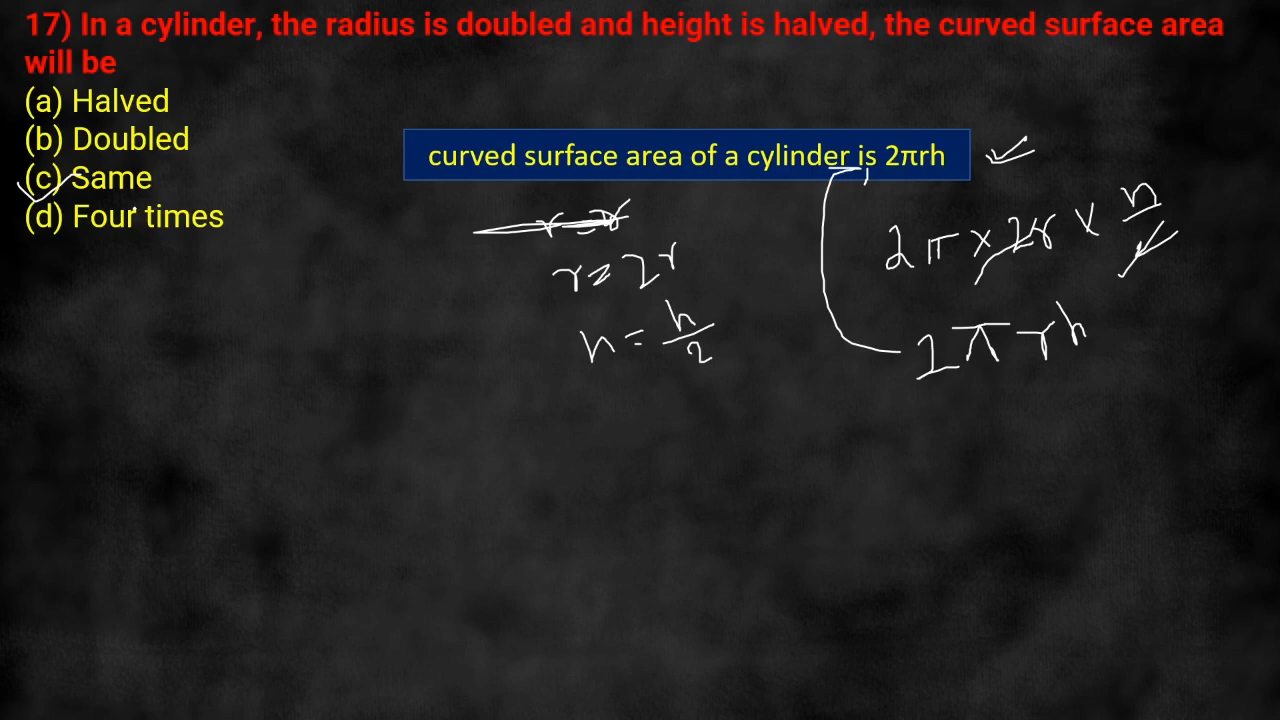 17) In a cylinder, the radius is doubled and height is halved, the curved surface area
will be
(a) Halved
(b) Doubled
(c) Same
(d) Four times
curved surface area of a cylinder is 2πrh
r = 2r
h = h/2
2π × 2r × h/2
2πrh